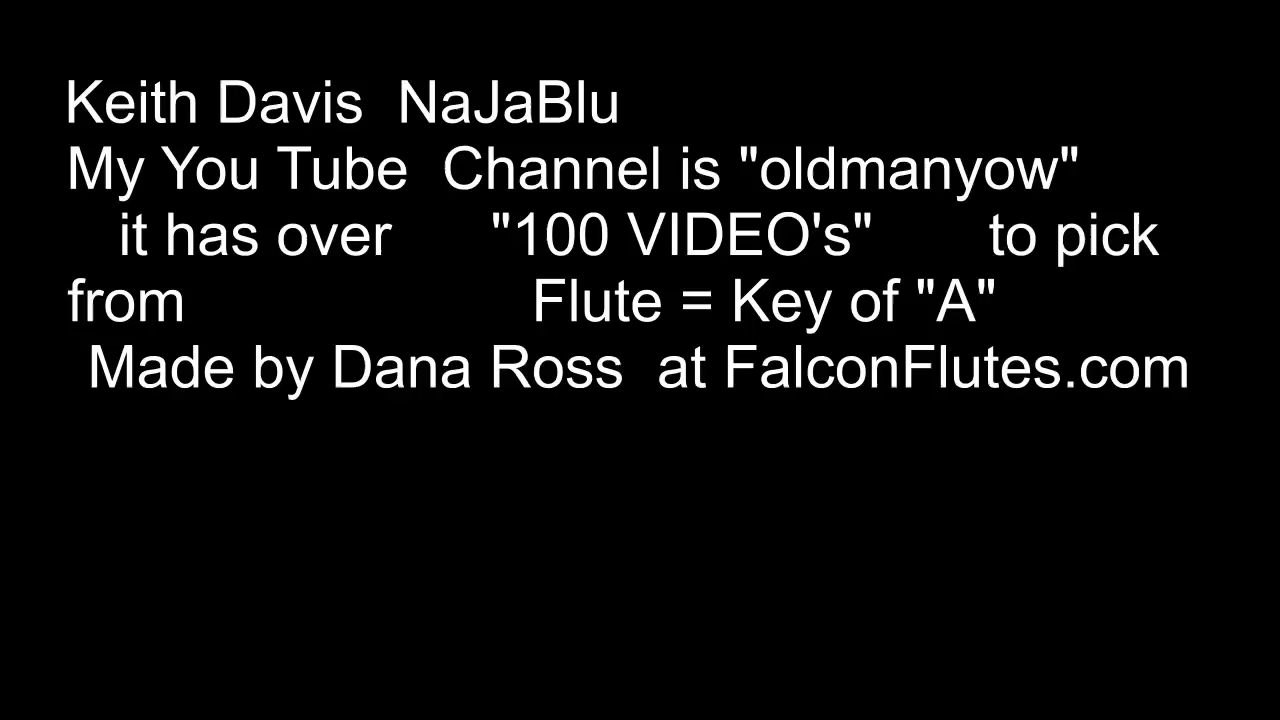 Keith Davis  NaJaBlu
My You Tube  Channel is "oldmanyow"
it has over      "100 VIDEO's"       to pick
from                     Flute = Key of "A"
Made by Dana Ross  at FalconFlutes.com